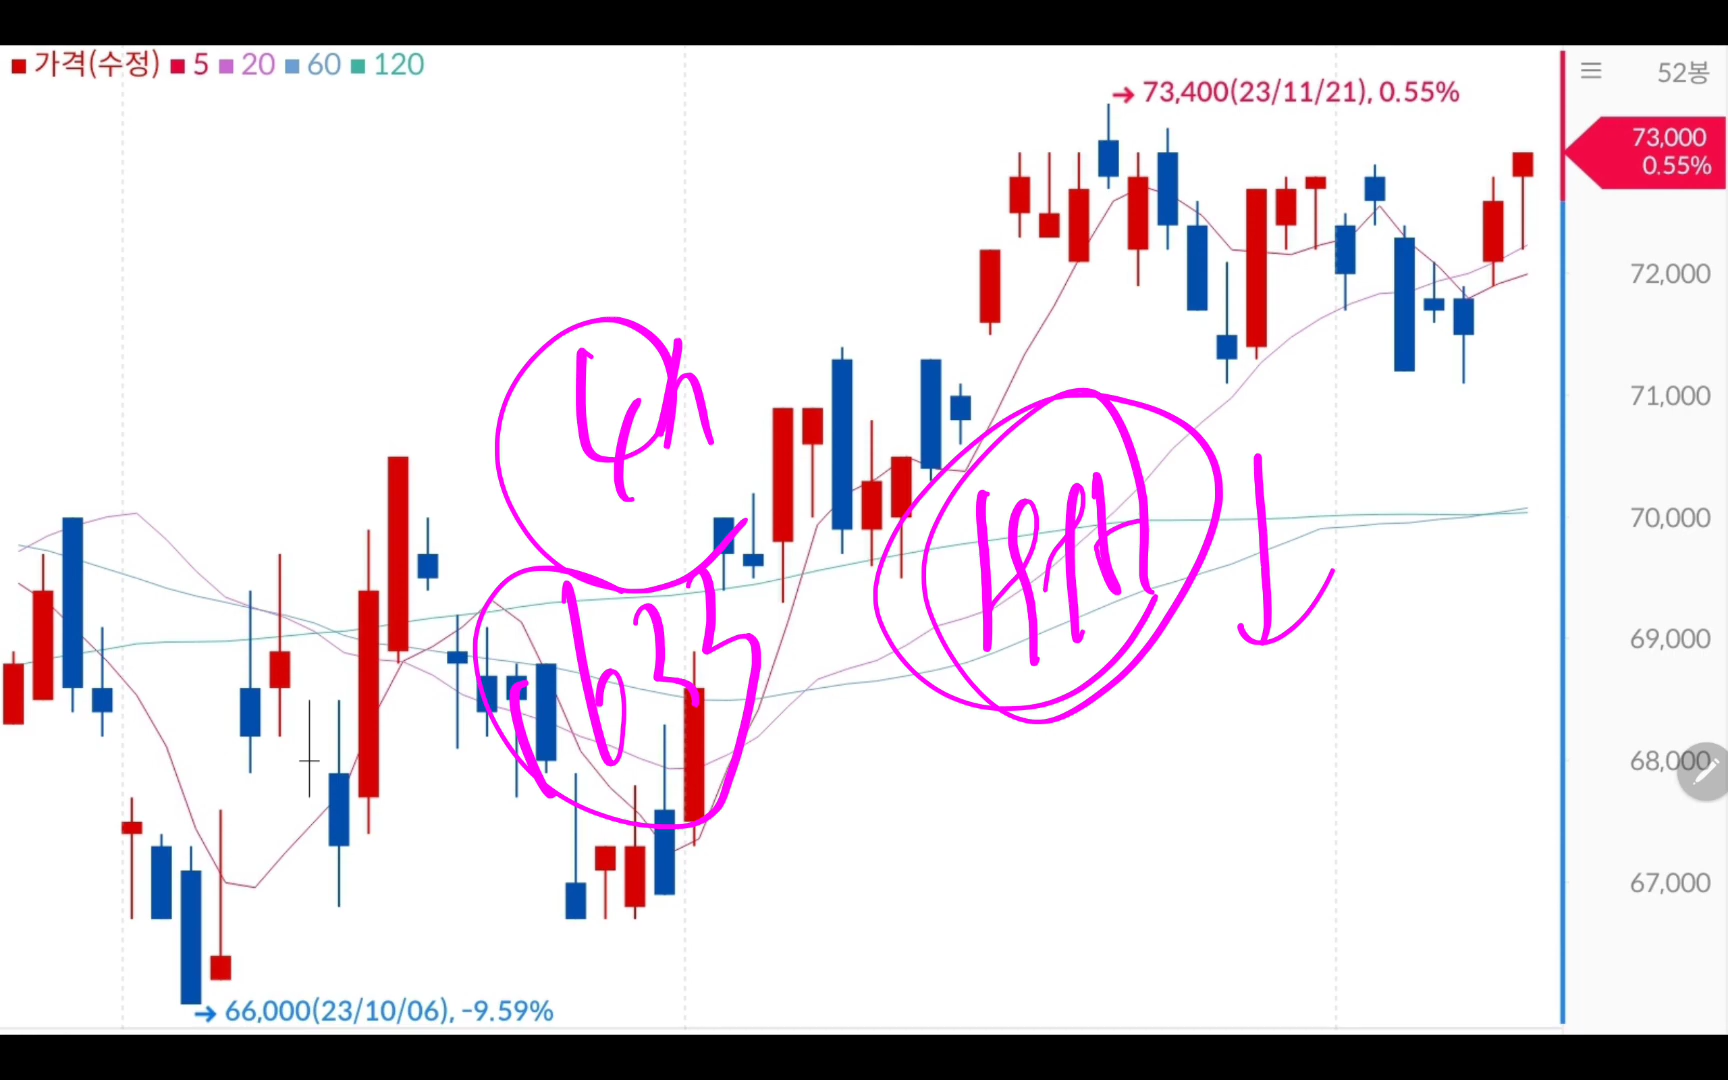 가격(수정) 5 20 60 120
52봉
→ 73,400(23/11/21), 0.55%
73,000
0.55%
72,000
71,000
70,000
69,000
68,000
67,000
→ 66,000(23/10/06), -9.59%